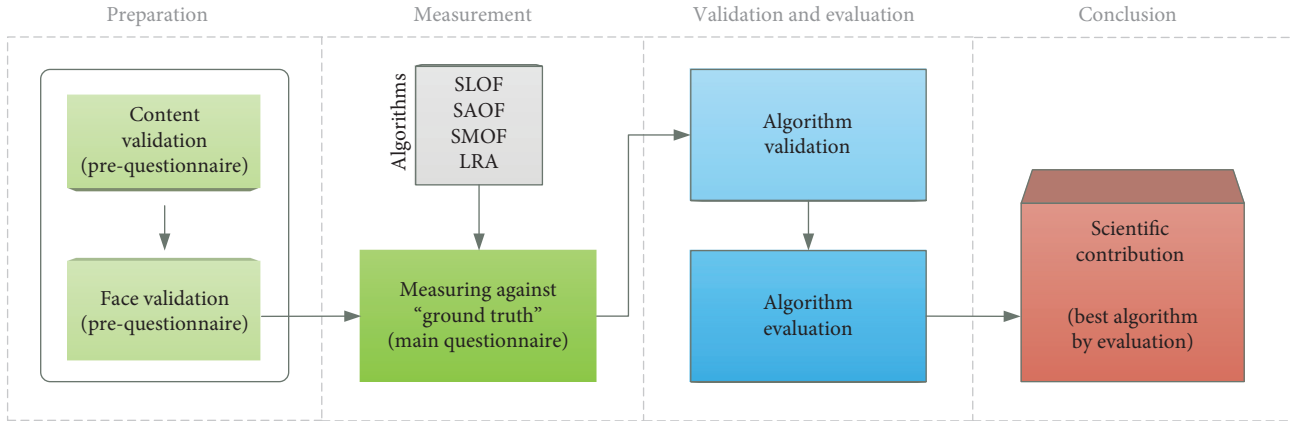 Preparation
Measurement
Validation and evaluation
Conclusion
Content
validation
(pre-questionnaire)
Face validation
(pre-questionnaire)
Algorithms
SLOF
SAOF
SMOF
LRA
Measuring against
“ground truth”
(main questionnaire)
Algorithm
validation
Algorithm
evaluation
Scientific
contribution
(best algorithm
by evaluation)